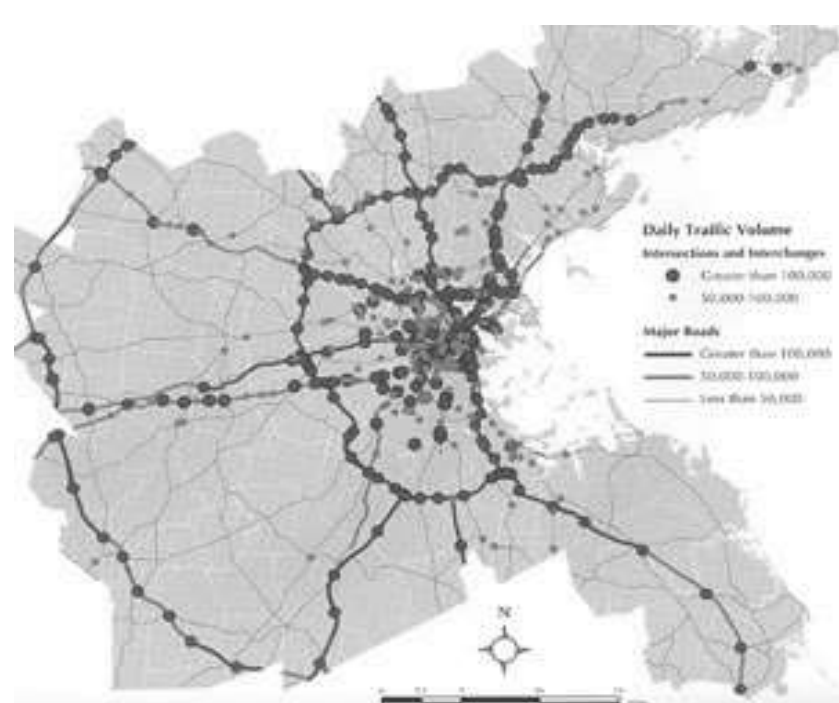 Daily Traffic Volume
Intersections and Interchanges
Greater than 100,000
50,000-100,000
Major Roads
Greater than 100,000
50,000-100,000
Less than 50,000
N